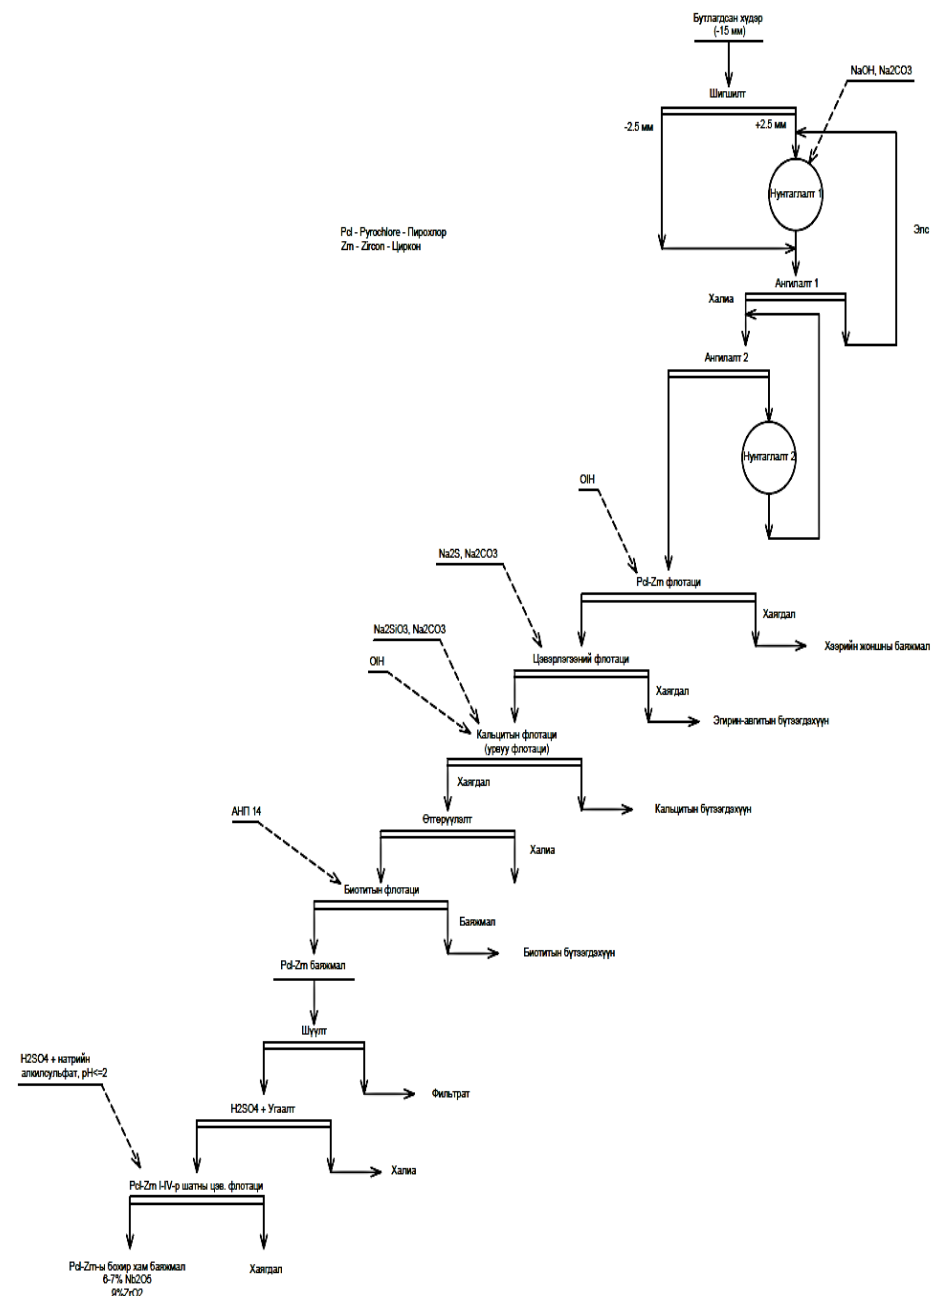 Бутлагдсан хүдэр
(-15 мм)
NaOH, Na2CO3
Шигшилт
-2.5 мм
+2.5 мм
Нунтаглалт 1
Pcl - Pyrochlore - Пирохлор
Zrn - Zircon - Циркон
Элс
Ангилалт 1
Халиа
Ангилалт 2
Нунтаглалт 2
OlH
Na2S, Na2CO3
Pcl-Zrn флотаци
Хаягдал
Na2SiO3, Na2CO3
Хээрийн жоншны баяжмал
Цэвэрлэгээний флотаци
OlH
Хаягдал
Эгирин-авгитын бүтээгдэхүүн
Кальцитын флотаци
(урвуу флотаци)
Хаягдал
Кальцитын бүтээгдэхүүн
АНП 14
Өтгөрүүлэлт
Халиа
Биотитын флотаци
Баяжмал
Биотитын бүтээгдэхүүн
Pcl-Zrn баяжмал
Шүүлт
H2SO4 + натрийн
алкилсульфат, pH<=2
Фильтрат
H2SO4 + Угаалт
Халиа
Pcl-Zrn I-IV-р шатны цэв. флотаци
Pcl-Zrn-ы бохир хам баяжмал
6-7% Nb2O5
9%ZrO2
Хаягдал